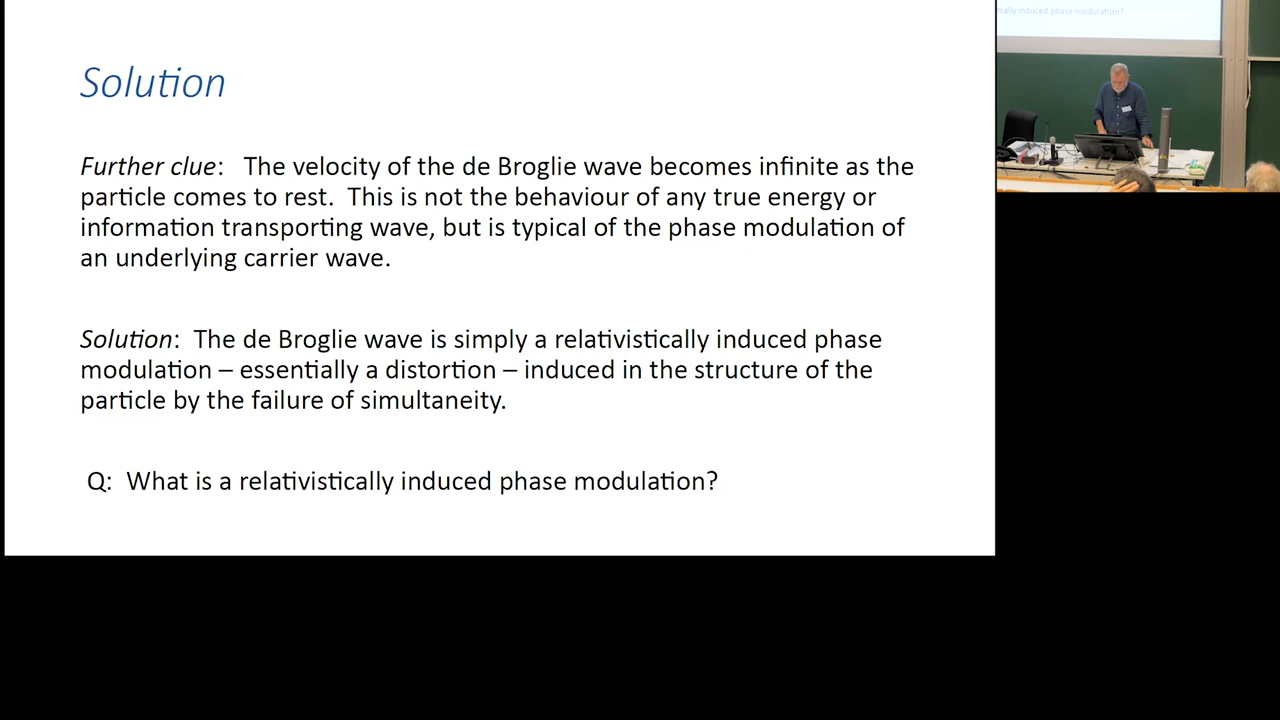 Solution
Further clue: The velocity of the de Broglie wave becomes infinite as the
particle comes to rest. This is not the behaviour of any true energy or
information transporting wave, but is typical of the phase modulation of
an underlying carrier wave.
Solution: The de Broglie wave is simply a relativistically induced phase
modulation – essentially a distortion – induced in the structure of the
particle by the failure of simultaneity.
Q: What is a relativistically induced phase modulation?
induced phase modulation?